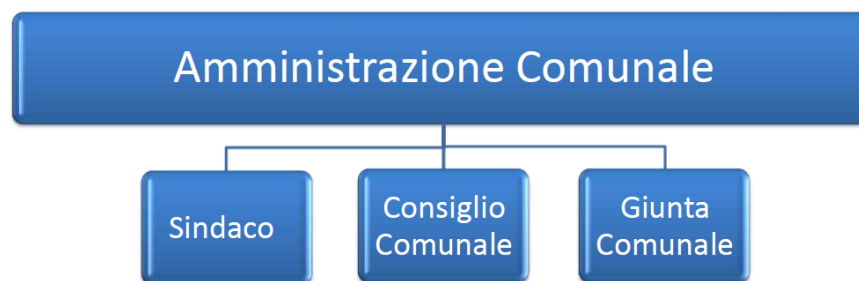 Amministrazione Comunale
Sindaco
Consiglio
Comunale
Giunta
Comunale